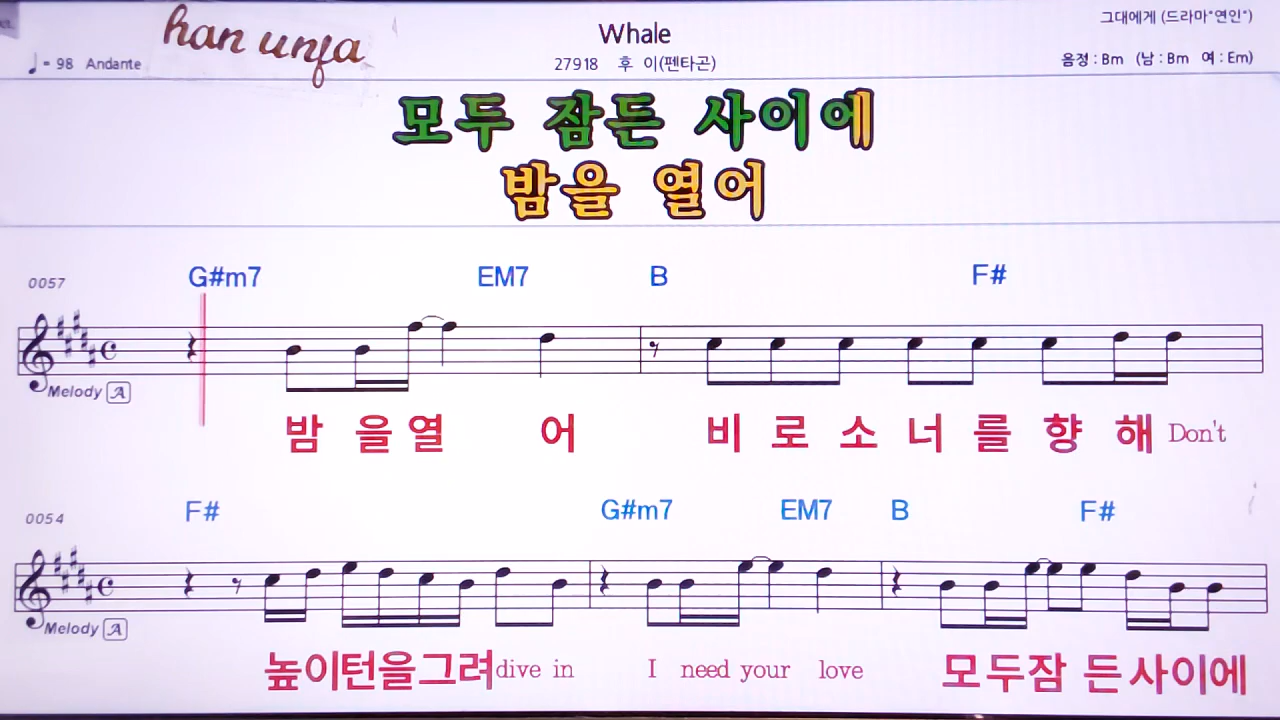 han unfa
Whale
그대에게 (드라마"연인")
♩= 98 Andante
27918 후 이(펜타곤)
음정 : Bm (남 : Bm 여 : Em)
모두 잠든 사이에
밤을 열어
0057 G#m7 EM7 B F#
Melody A
밤 을 열 어 비 로 소 너 를 향 해 Don't
0054 F# G#m7 EM7 B F#
Melody A
높이턴을그려 dive in I need your love 모두잠 든사이에